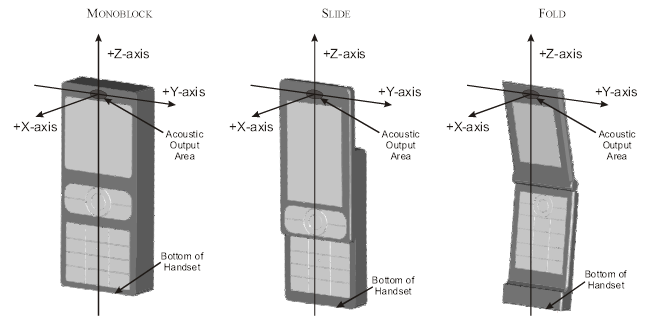 MONOBLOCK
SLIDE
FOLD
+Z-axis
+Z-axis
+Z-axis
+Y-axis
+Y-axis
+Y-axis
+X-axis
+X-axis
+X-axis
Acoustic
Output
Area
Acoustic
Output
Area
Acoustic
Output
Area
Bottom of
Handset
Bottom of
Handset
Bottom of
Handset